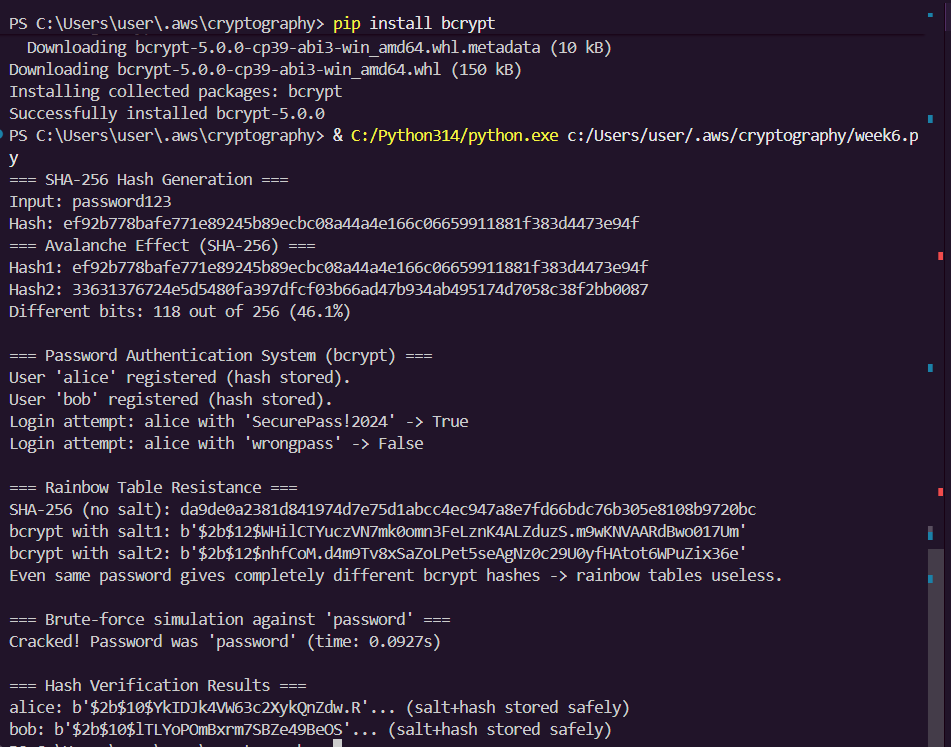 PS C:\Users\user\.aws\cryptography> pip install bcrypt
  Downloading bcrypt-5.0.0-cp39-abi3-win_amd64.whl.metadata (10 kB)
Downloading bcrypt-5.0.0-cp39-abi3-win_amd64.whl (150 kB)
Installing collected packages: bcrypt
Successfully installed bcrypt-5.0.0
PS C:\Users\user\.aws\cryptography> & C:/Python314/python.exe c:/Users/user/.aws/cryptography/week6.p
y
=== SHA-256 Hash Generation ===
Input: password123
Hash: ef92b778bafe771e89245b89ecbc08a44a4e166c06659911881f383d4473e94f
=== Avalanche Effect (SHA-256) ===
Hash1: ef92b778bafe771e89245b89ecbc08a44a4e166c06659911881f383d4473e94f
Hash2: 33631376724e5d5480fa397dfcf03b66ad47b934ab495174d7058c38f2bb0087
Different bits: 118 out of 256 (46.1%)

=== Password Authentication System (bcrypt) ===
User 'alice' registered (hash stored).
User 'bob' registered (hash stored).
Login attempt: alice with 'SecurePass!2024' -> True
Login attempt: alice with 'wrongpass' -> False

=== Rainbow Table Resistance ===
SHA-256 (no salt): da9de0a2381d841974d7e75d1abcc4ec947a8e7fd66bdc76b305e8108b9720bc
bcrypt with salt1: b'$2b$12$WHilCTYuczVN7mk0omn3FeLznK4ALZduzS.m9wKNVAARdBwo017Um'
bcrypt with salt2: b'$2b$12$nhfCoM.d4m9Tv8xSaZoLPet5seAgNz0c29U0yfHAtot6WPuZix36e'
Even same password gives completely different bcrypt hashes -> rainbow tables useless.

=== Brute-force simulation against 'password' ===
Cracked! Password was 'password' (time: 0.0927s)

=== Hash Verification Results ===
alice: b'$2b$10$YkIDJk4VW63c2XykQnZdw.R'... (salt+hash stored safely)
bob: b'$2b$10$lTLYoPOmBxrm7SBZe49BeOS'... (salt+hash stored safely)